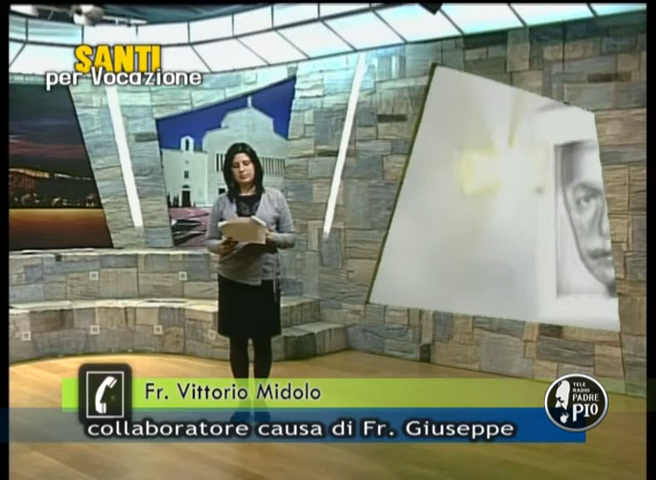 SANTI
per Vocazione
Fr. Vittorio Midolo
collaboratore causa di Fr. Giuseppe
TELE
RADIO
PADRE
PIO